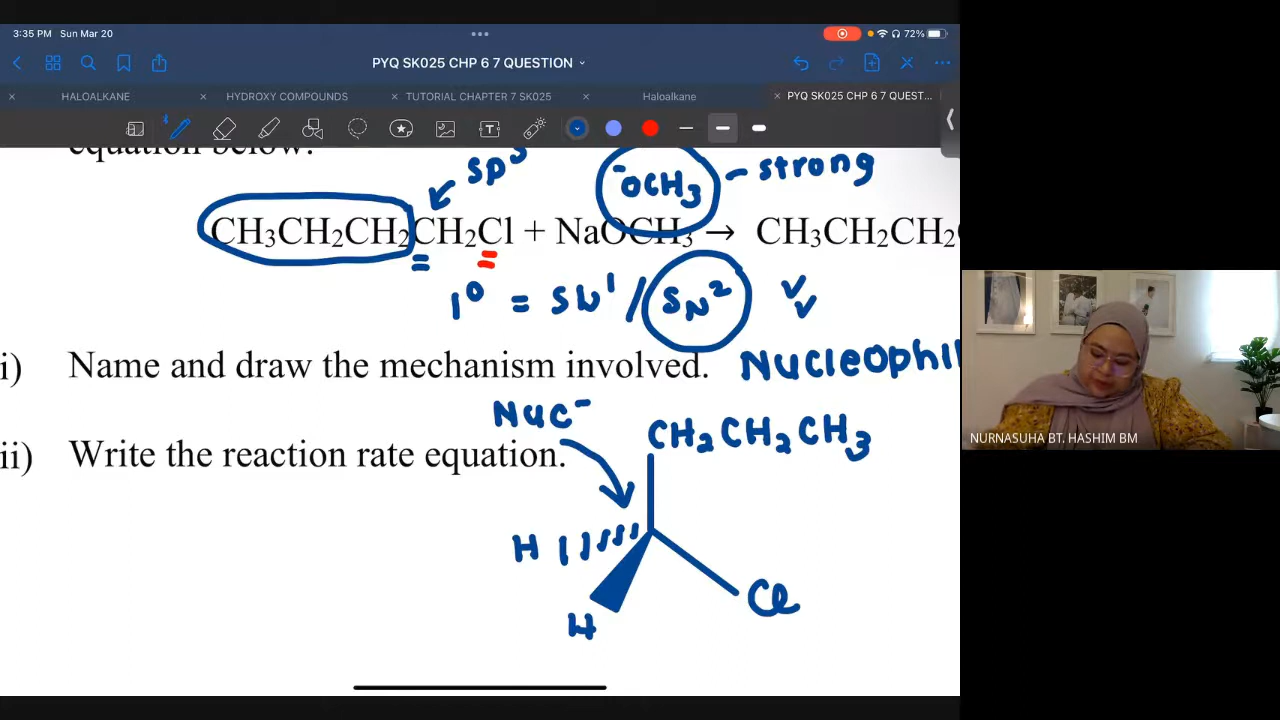 3:35 PM Sun Mar 20
72%
PYQ SK025 CHP 6 7 QUESTION
HALOALKANE
HYDROXY COMPOUNDS
TUTORIAL CHAPTER 7 SK025
Haloalkane
PYQ SK025 CHP 6 7 QUEST...
equation below.
sp³
⁻OCH₃ - strong
CH₃CH₂CH₂CH₂Cl + NaOCH₃ → CH₃CH₂CH₂
1° = SN¹ / SN²
i) Name and draw the mechanism involved. Nucleophil
Nuc⁻
CH₂CH₂CH₃
ii) Write the reaction rate equation.
H
Cl
H
NURNASUHA BT. HASHIM BM